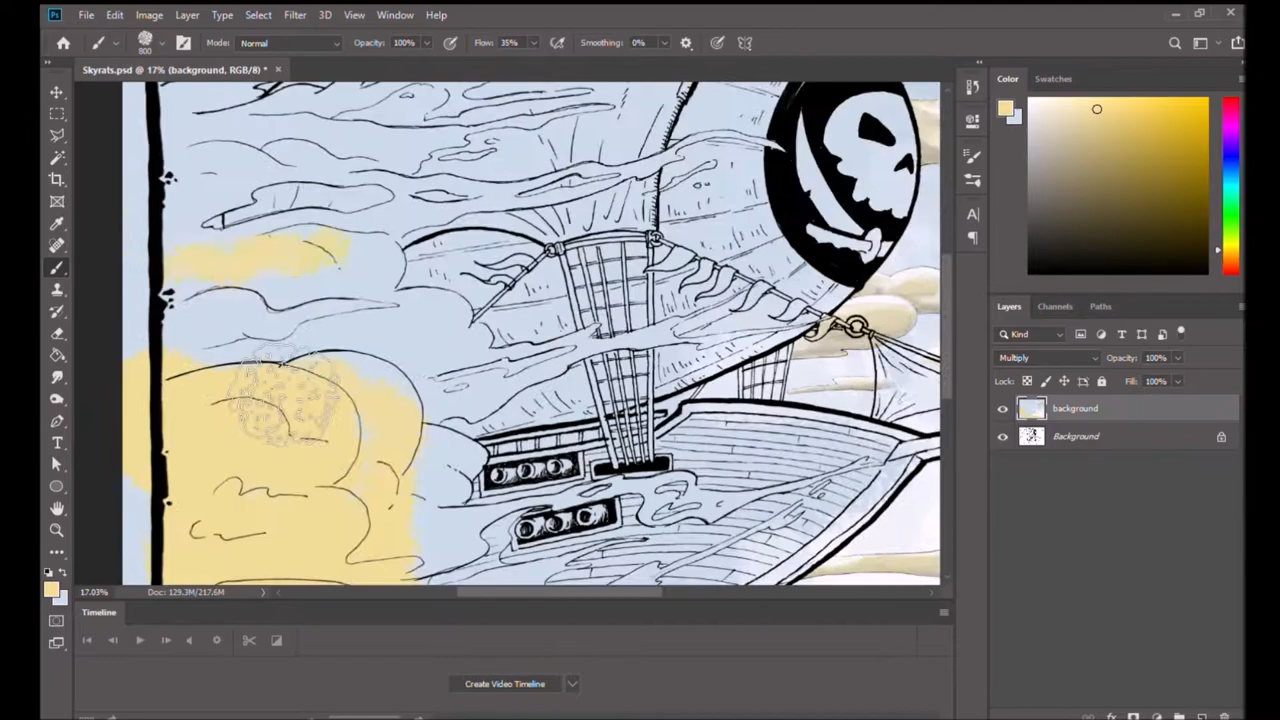 Ps File Edit Image Layer Type Select Filter 3D View Window Help
800 Mode: Normal Opacity: 100% Flow: 35% Smoothing: 0%
Skyrats.psd @ 17% (background, RGB/8) *
Color Swatches
Layers Channels Paths
Kind
Multiply Opacity: 100%
Lock: Fill: 100%
background
Background
17.03% Doc: 129.3M/217.6M
Timeline
Create Video Timeline